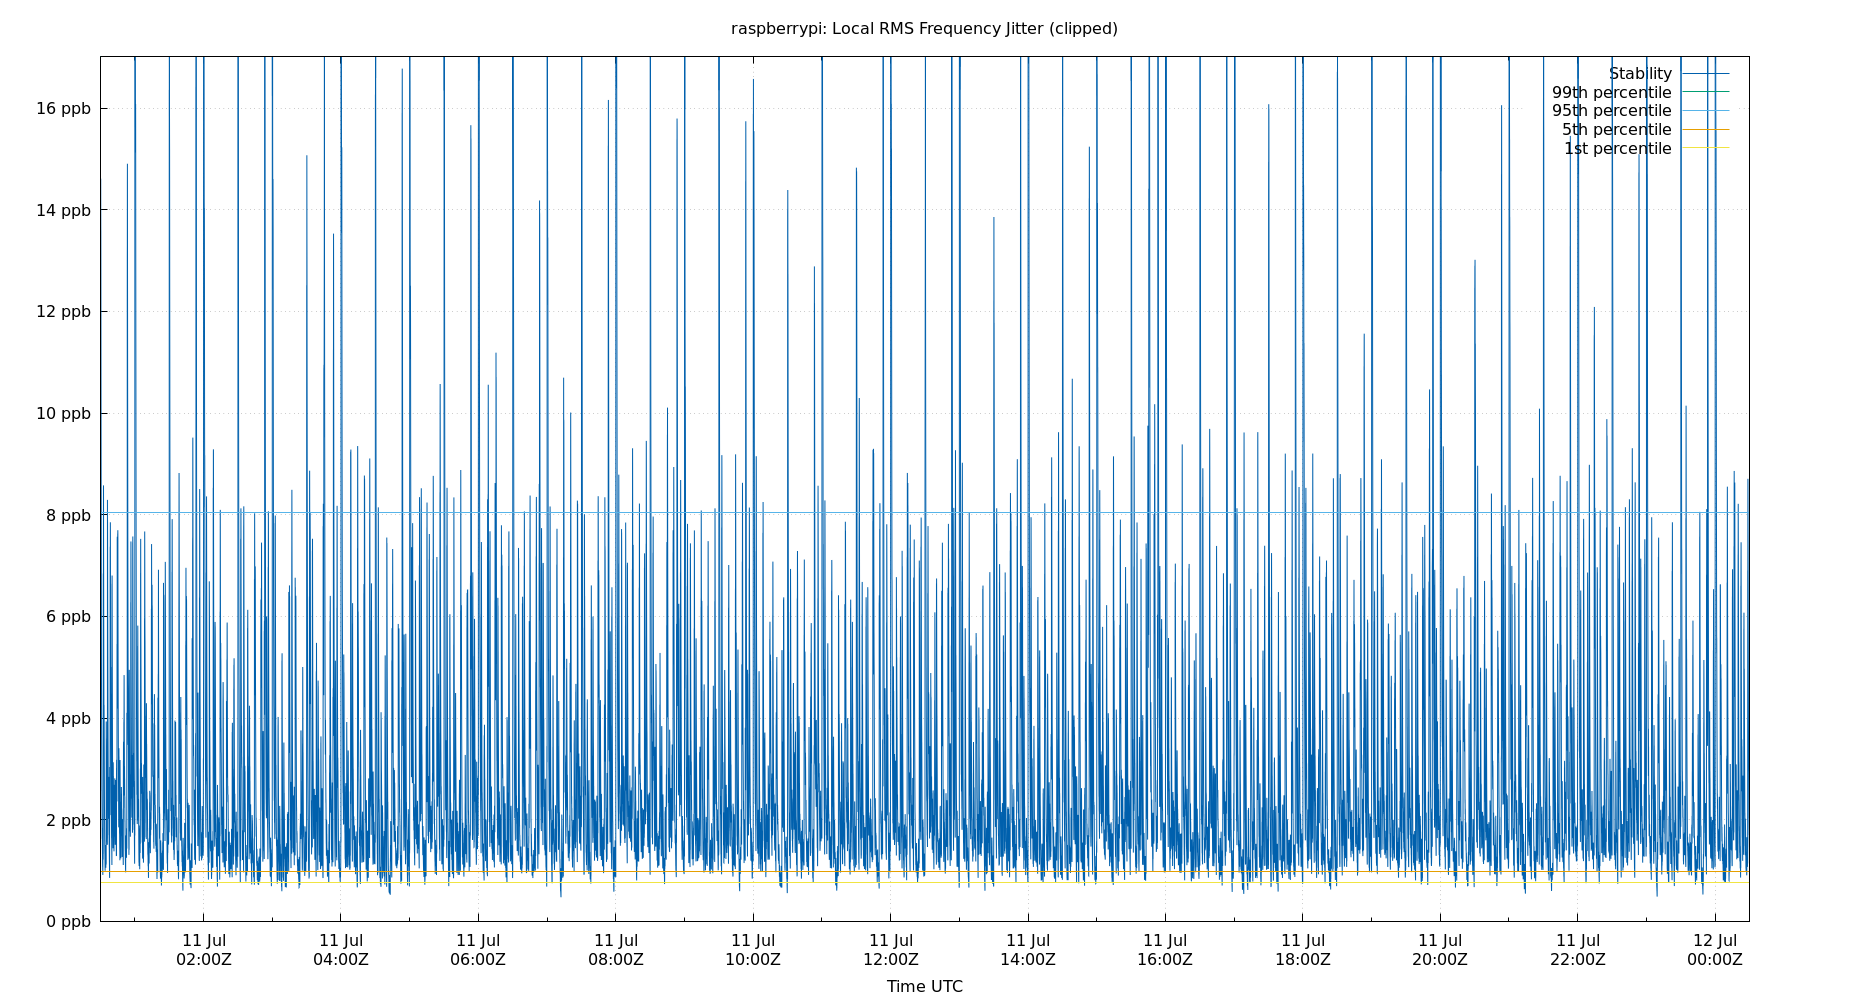 raspberrypi: Local RMS Frequency Jitter (clipped)
Stability
99th percentile
95th percentile
5th percentile
1st percentile
16 ppb
14 ppb
12 ppb
10 ppb
8 ppb
6 ppb
4 ppb
2 ppb
0 ppb
11 Jul 11 Jul 11 Jul 11 Jul 11 Jul 11 Jul 11 Jul 11 Jul 11 Jul 11 Jul 11 Jul 12 Jul
02:00Z 04:00Z 06:00Z 08:00Z 10:00Z 12:00Z 14:00Z 16:00Z 18:00Z 20:00Z 22:00Z 00:00Z
Time UTC